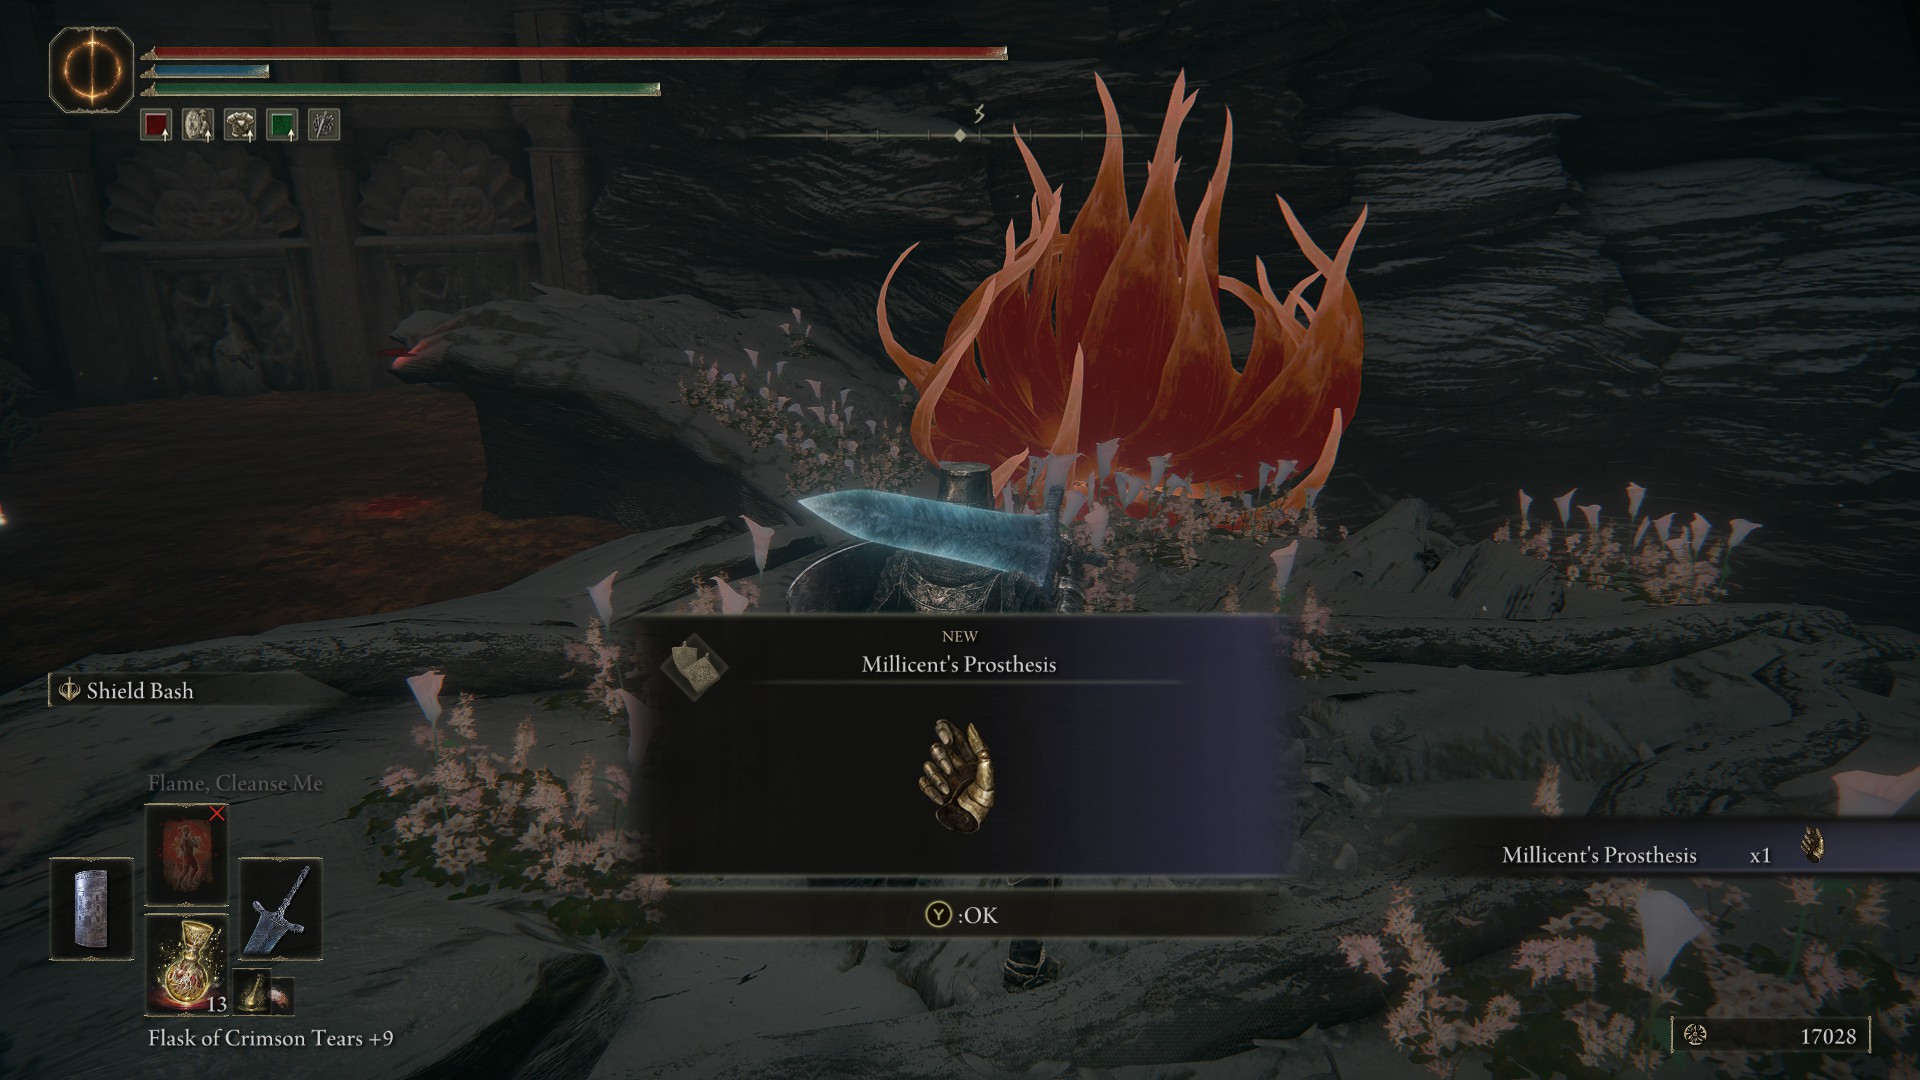 S
NEW
Millicent's Prosthesis
Shield Bash
Flame, Cleanse Me
Millicent's Prosthesis x1
Y :OK
13
Flask of Crimson Tears +9
17028